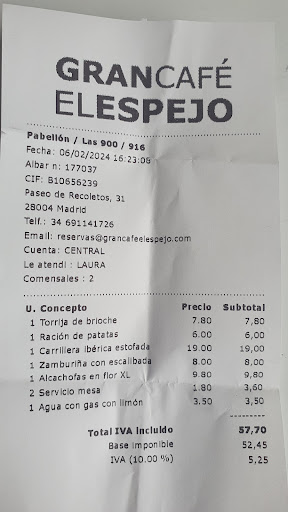 GRANCAFÉ
ELESPEJO
Pabellón / Las 900 / 916
Fecha: 06/02/2024 16:23:08
Albar n: 177037
CIF: B10656239
Paseo de Recoletos, 31
28004 Madrid
Telf.: 34 691141726
Email: reservas@grancafeelespejo.com
Cuenta: CENTRAL
Le atendi : LAURA
Comensales : 2
U. Concepto Precio Subtotal
1 Torrija de brioche 7.80 7,80
1 Ración de patatas 6.00 6,00
1 Carrillera ibérica estofada 19.00 19,00
1 Zamburiña con escalibada 8.00 8,00
1 Alcachofas en flor XL 9.80 9,80
2 Servicio mesa 1.80 3,60
1 Agua con gas con limón 3.50 3,50
Total IVA incluido 57,70
Base imponible 52,45
IVA (10.00 %) 5,25